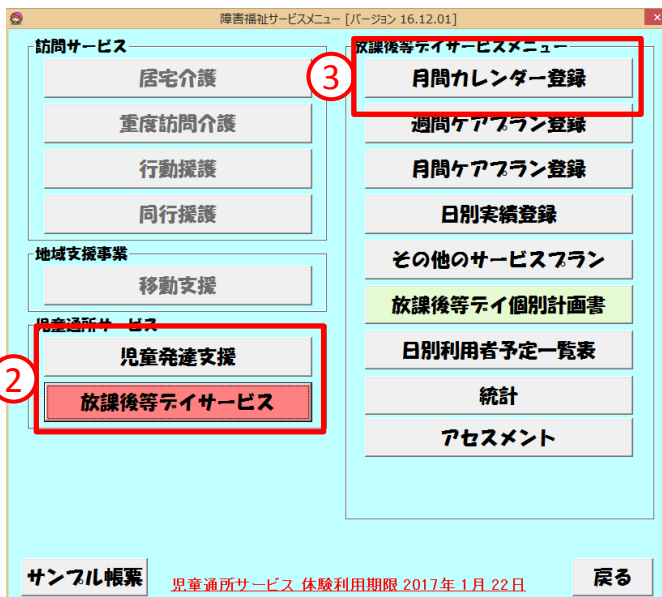 障害福祉サービスメニュー [バージョン 16.12.01]
訪問サービス
居宅介護
重度訪問介護
行動援護
同行援護
地域支援事業
移動支援
児童通所サービス
2
児童発達支援
放課後等デイサービス
放課後等デイサービスメニュー
3
月間カレンダー登録
週間ケアプラン登録
月間ケアプラン登録
日別実績登録
その他のサービスプラン
放課後等デイ個別計画書
日別利用者予定一覧表
統計
アセスメント
サンプル帳票
児童通所サービス 体験利用期限 2017年 1月 22日
戻る